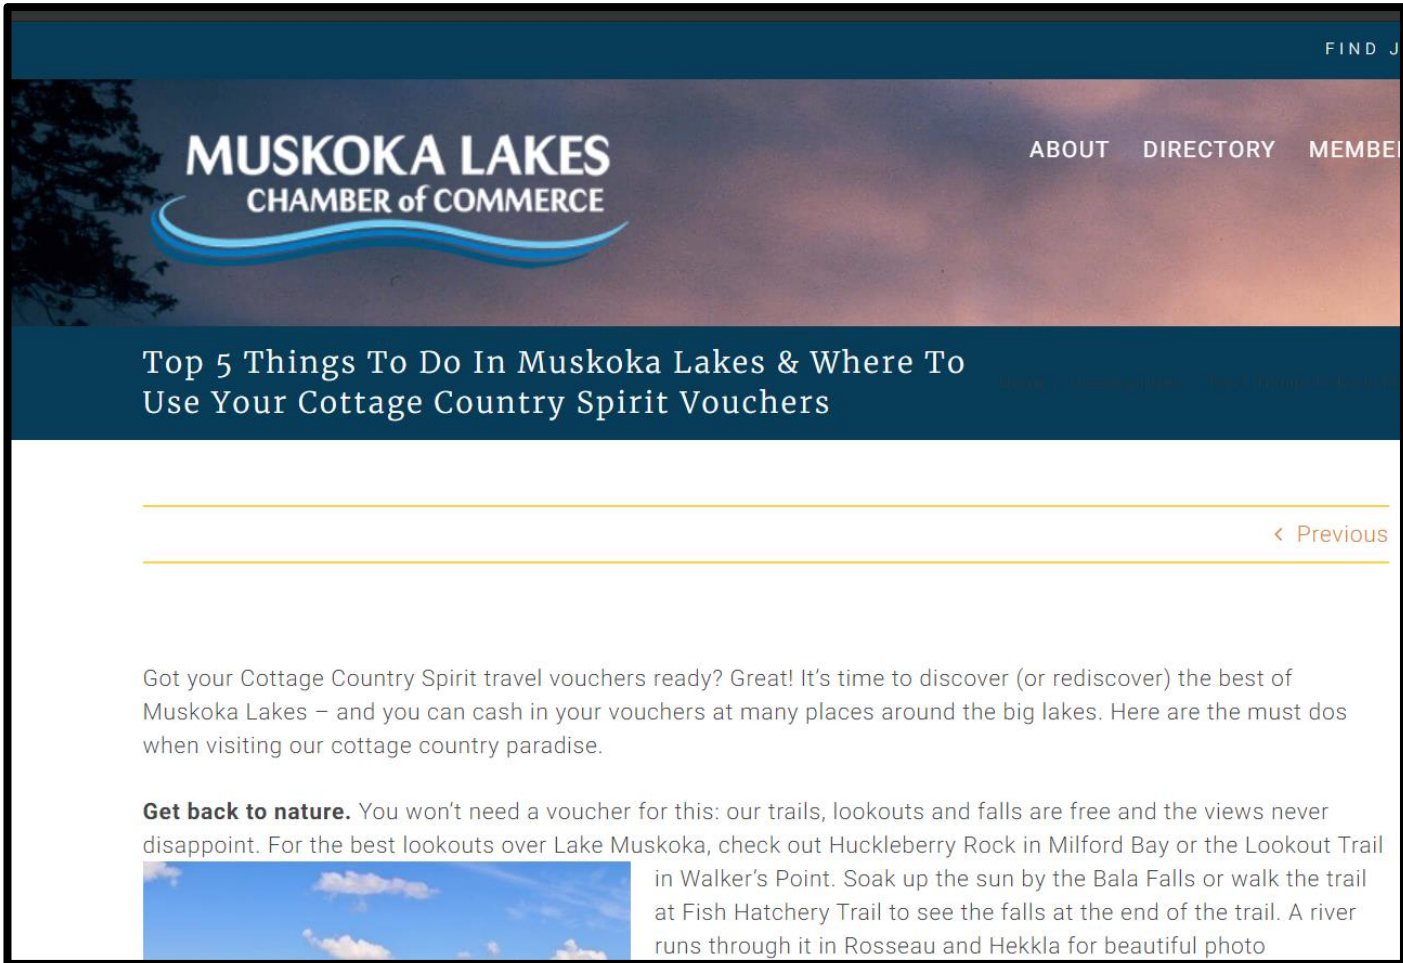 FIND J
MUSKOKA LAKES
CHAMBER of COMMERCE
ABOUT DIRECTORY MEMBE
Top 5 Things To Do In Muskoka Lakes & Where To
Use Your Cottage Country Spirit Vouchers
< Previous
Got your Cottage Country Spirit travel vouchers ready? Great! It’s time to discover (or rediscover) the best of
Muskoka Lakes – and you can cash in your vouchers at many places around the big lakes. Here are the must dos
when visiting our cottage country paradise.
Get back to nature. You won’t need a voucher for this: our trails, lookouts and falls are free and the views never
disappoint. For the best lookouts over Lake Muskoka, check out Huckleberry Rock in Milford Bay or the Lookout Trail
in Walker’s Point. Soak up the sun by the Bala Falls or walk the trail
at Fish Hatchery Trail to see the falls at the end of the trail. A river
runs through it in Rosseau and Hekkla for beautiful photo